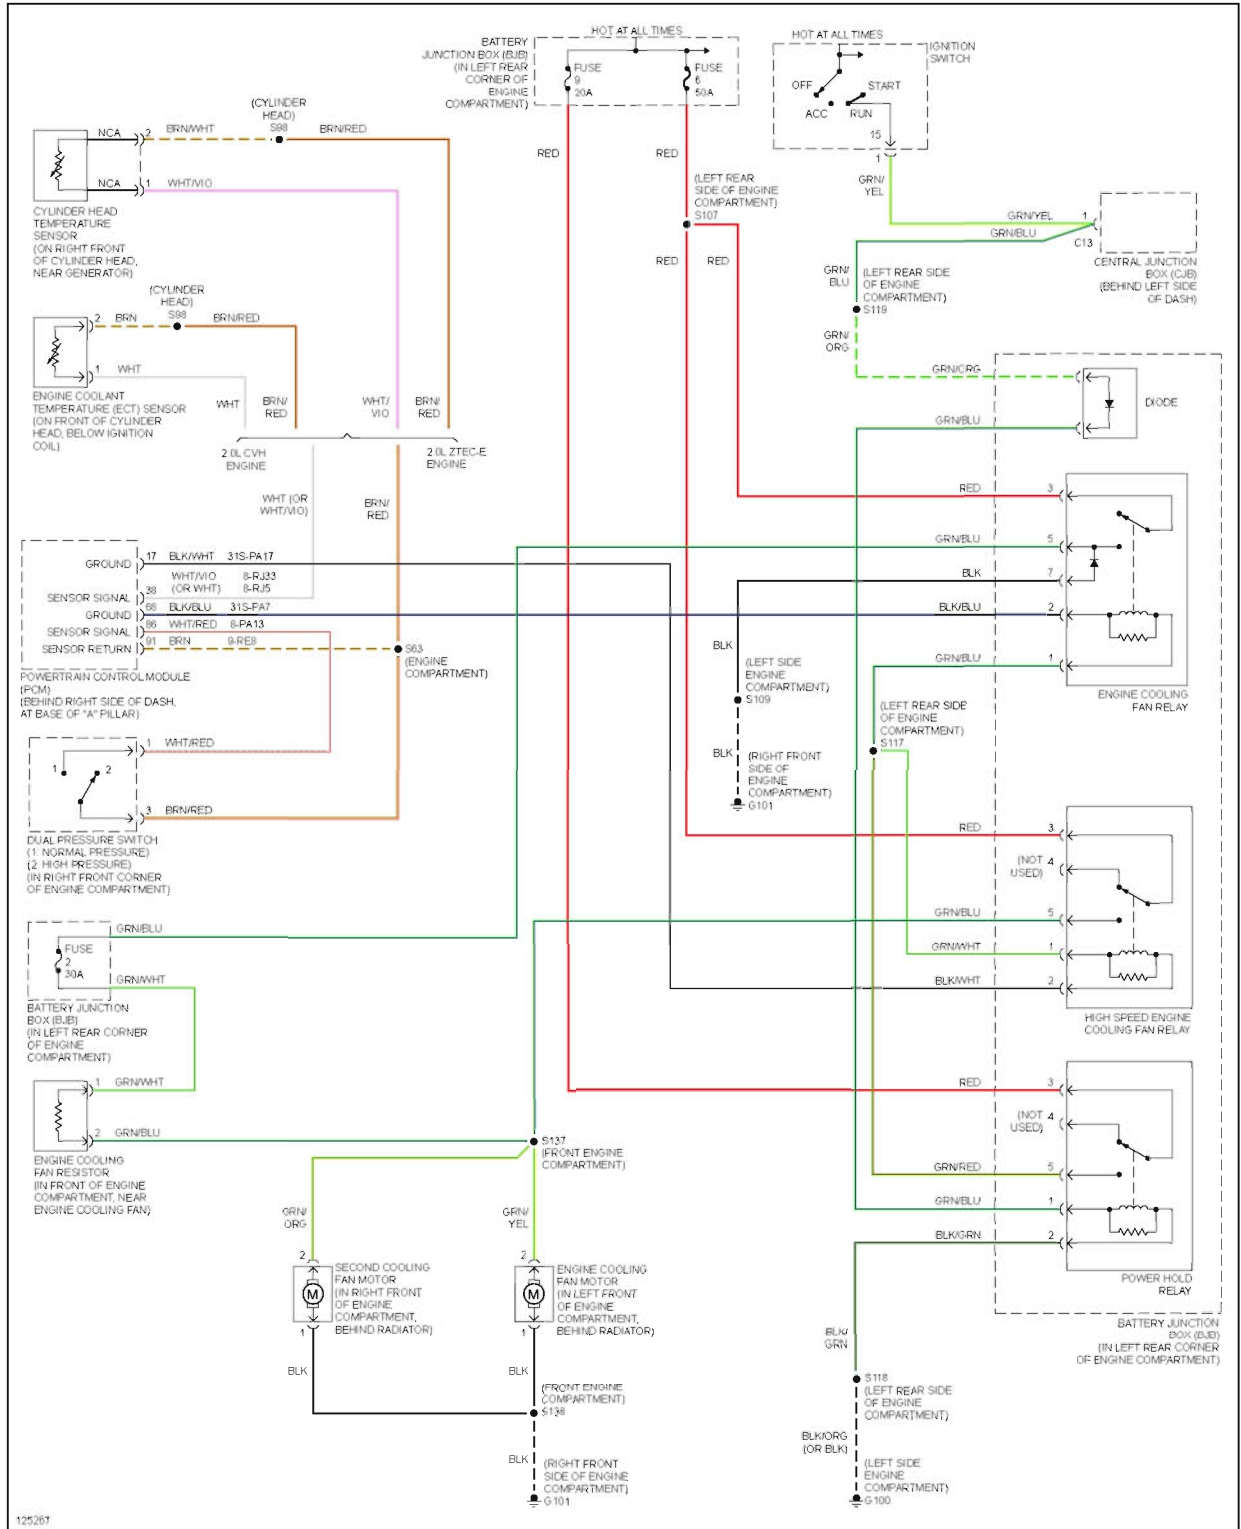 HOT AT ALL TIMES
BATTERY
JUNCTION BOX (BJB)
(IN LEFT REAR
CORNER OF
ENGINE
COMPARTMENT)
FUSE
9
20A
FUSE
6
50A
HOT AT ALL TIMES
IGNITION
SWITCH
OFF
ACC
START
RUN
15
1
GRN/
YEL
RED
RED
(LEFT REAR
SIDE OF ENGINE
COMPARTMENT)
S107
RED
RED
GRN/YEL
1
GRN/BLU
C13
CENTRAL JUNCTION
BOX (CJB)
(BEHIND LEFT SIDE
OF DASH)
GRN/
BLU
(LEFT REAR SIDE
OF ENGINE
COMPARTMENT)
S119
GRN/
ORG
GRN/ORG
DIODE
GRN/BLU
NCA
2
BRN/WHT
(CYLINDER
HEAD)
S98
BRN/RED
NCA
1
WHT/VIO
CYLINDER HEAD
TEMPERATURE
SENSOR
(ON RIGHT FRONT
OF CYLINDER HEAD,
NEAR GENERATOR)
2
BRN
(CYLINDER
HEAD)
S98
BRN/RED
1
WHT
ENGINE COOLANT
TEMPERATURE (ECT) SENSOR
(ON FRONT OF CYLINDER
HEAD, BELOW IGNITION
COIL)
WHT
BRN/
RED
WHT/
VIO
BRN/
RED
2.0L CVH
ENGINE
2.0L ZTEC-E
ENGINE
WHT (OR
WHT/VIO)
BRN/
RED
GROUND
17
BLK/WHT
31S-PA17
WHT/VIO
8-RJ33
(OR WHT)
8-RJ5
SENSOR SIGNAL
38
GROUND
68
BLK/BLU
31S-PA7
SENSOR SIGNAL
86
WHT/RED
8-PA13
SENSOR RETURN
91
BRN
9-RE8
S63
(ENGINE
COMPARTMENT)
POWERTRAIN CONTROL MODULE
(PCM)
(BEHIND RIGHT SIDE OF DASH,
AT BASE OF "A" PILLAR)
1
WHT/RED
1
2
3
BRN/RED
DUAL PRESSURE SWITCH
(1: NORMAL PRESSURE)
(2: HIGH PRESSURE)
(IN RIGHT FRONT CORNER
OF ENGINE COMPARTMENT)
RED
3
GRN/BLU
5
BLK
7
BLK/BLU
2
GRN/BLU
1
ENGINE COOLING
FAN RELAY
BLK
(LEFT SIDE
ENGINE
COMPARTMENT)
S109
BLK
(RIGHT FRONT
SIDE OF
ENGINE
COMPARTMENT)
G101
(LEFT REAR SIDE
OF ENGINE
COMPARTMENT)
S117
RED
3
(NOT
USED)
4
GRN/BLU
5
GRN/WHT
1
BLK/WHT
2
HIGH SPEED ENGINE
COOLING FAN RELAY
GRN/BLU
FUSE
2
30A
GRN/WHT
BATTERY JUNCTION
BOX (BJB)
(IN LEFT REAR CORNER
OF ENGINE
COMPARTMENT)
1
GRN/WHT
2
GRN/BLU
ENGINE COOLING
FAN RESISTOR
(IN FRONT OF ENGINE
COMPARTMENT, NEAR
ENGINE COOLING FAN)
S137
(FRONT ENGINE
COMPARTMENT)
RED
3
(NOT
USED)
4
GRN/RED
5
GRN/BLU
1
BLK/GRN
2
POWER HOLD
RELAY
BATTERY JUNCTION
BOX (BJB)
(IN LEFT REAR CORNER
OF ENGINE COMPARTMENT)
GRN/
ORG
GRN/
YEL
2
M
1
SECOND COOLING
FAN MOTOR
(IN RIGHT FRONT
OF ENGINE
COMPARTMENT,
BEHIND RADIATOR)
2
M
1
ENGINE COOLING
FAN MOTOR
(IN LEFT FRONT
OF ENGINE
COMPARTMENT,
BEHIND RADIATOR)
BLK
BLK
(FRONT ENGINE
COMPARTMENT)
S138
BLK
(RIGHT FRONT
SIDE OF ENGINE
COMPARTMENT)
G101
BLK/
GRN
S118
(LEFT REAR SIDE
OF ENGINE
COMPARTMENT)
BLK/ORG
(OR BLK)
(LEFT SIDE
ENGINE
COMPARTMENT)
G100
125267